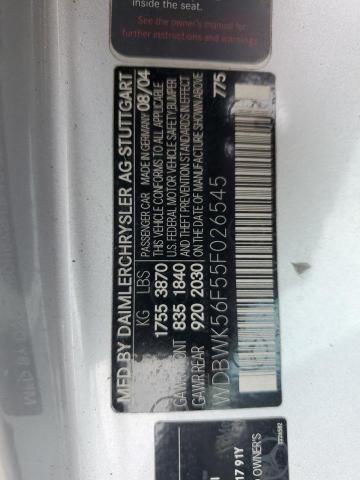 inside the seat.
See the owner's manual for
further instructions and warnings
MFD BY DAIMLERCHRYSLER AG-STUTTGART
KG LBS PASSENGER CAR MADE IN GERMANY 08/04
1755 3870 THIS VEHICLE CONFORMS TO ALL APPLICABLE
835 1840 U.S. FEDERAL MOTOR VEHICLE SAFETY, BUMPER
920 2030 AND THEFT PREVENTION STANDARDS IN EFFECT
GAWR REAR ON THE DATE OF MANUFACTURE SHOWN ABOVE
775
WDBWK56F55F026545
17 91Y
OWNER'S